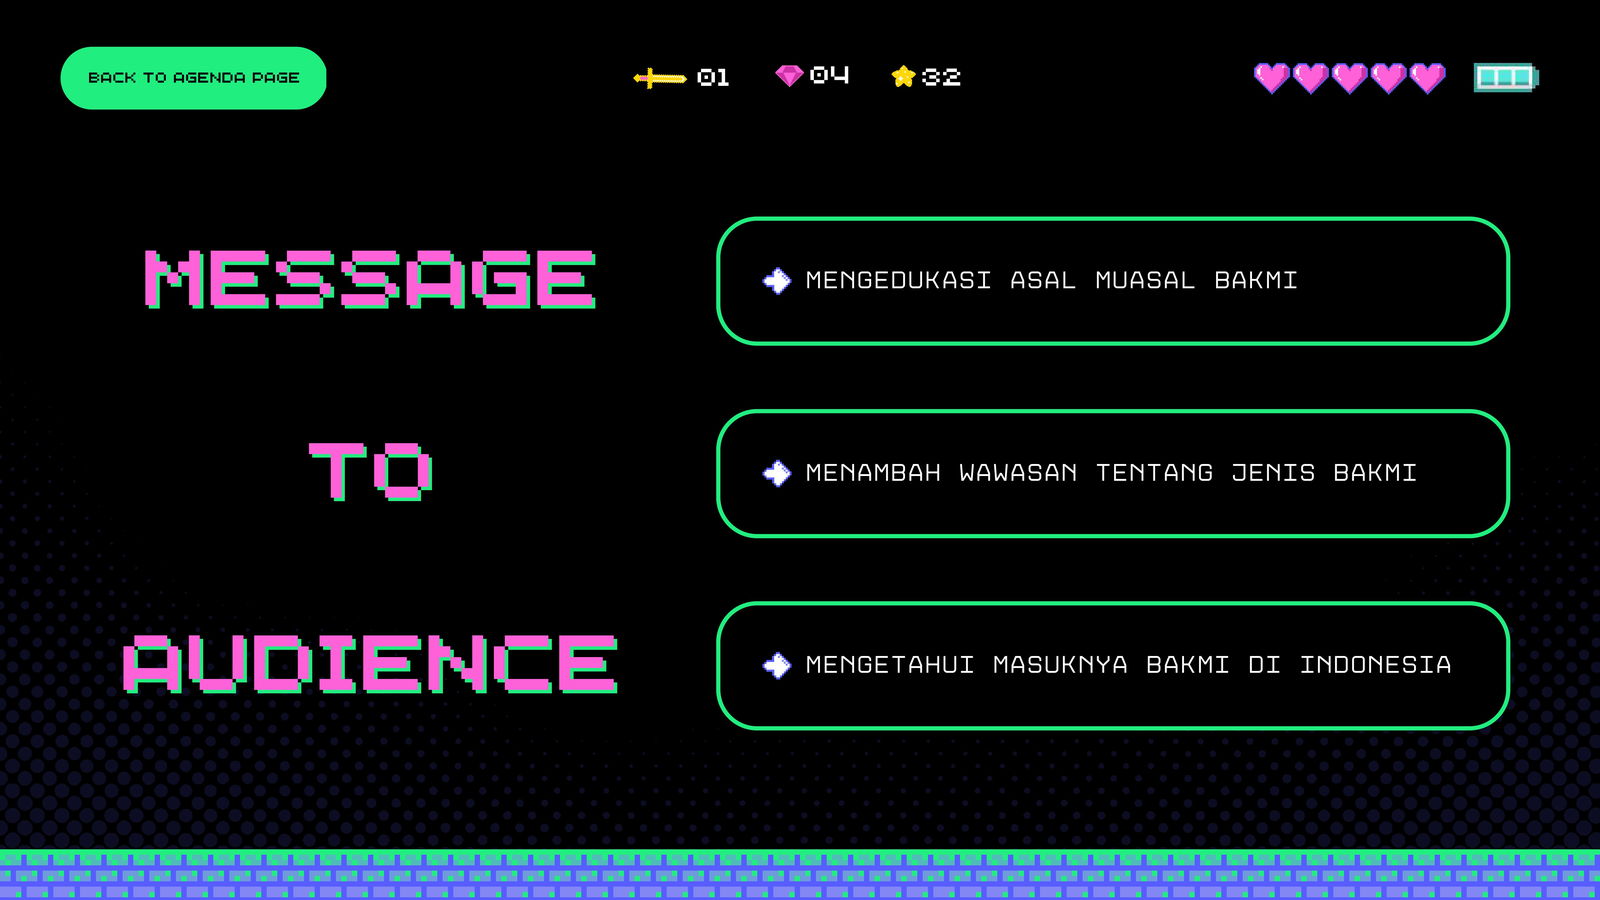 BACK TO AGENDA PAGE
01 04 32
MESSAGE
MENGEDUKASI ASAL MUASAL BAKMI
TO
MENAMBAH WAWASAN TENTANG JENIS BAKMI
AUDIENCE
MENGETAHUI MASUKNYA BAKMI DI INDONESIA